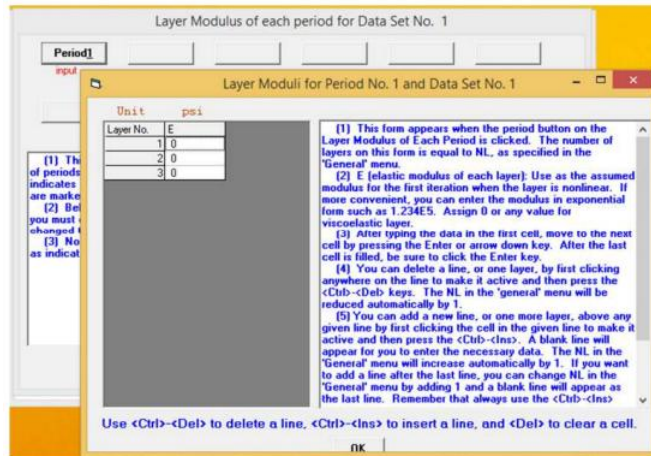 Layer Modulus of each period for Data Set No. 1
Period1
input
Layer Moduli for Period No. 1 and Data Set No. 1
Unit psi
Layer No. E
1 0
2 0
3 0
(1) Thi
of periods
indicates
are marke
(2) Be
you must
changed
(3) No
as indicat
(1) This form appears when the period button on the
Layer Modulus of Each Period is clicked. The number of
layers on this form is equal to NL, as specified in the
'General' menu.
(2) E (elastic modulus of each layer): Use as the assumed
modulus for the first iteration when the layer is nonlinear. If
more convenient, you can enter the modulus in exponential
form such as 1.234E5. Assign 0 or any value for
viscoelastic layer.
(3) After typing the data in the first cell, move to the next
cell by pressing the Enter or arrow down key. After the last
cell is filled, be sure to click the Enter key.
(4) You can delete a line, or one layer, by first clicking
anywhere on the line to make it active and then press the
<Ctrl>-<Del> keys. The NL in the 'general' menu will be
reduced automatically by 1.
(5) You can add a new line, or one more layer, above any
given line by first clicking the cell in the given line to make it
active and then press the <Ctrl>-<Ins>. A blank line will
appear for you to enter the necessary data. The NL in the
'General' menu will increase automatically by 1. If you want
to add a line after the last line, you can change NL in the
'General' menu by adding 1 and a blank line will appear as
the last line. Remember that always use the <Ctrl>-<Ins>
Use <Ctrl>-<Del> to delete a line, <Ctrl>-<Ins> to insert a line, and <Del> to clear a cell.
OK